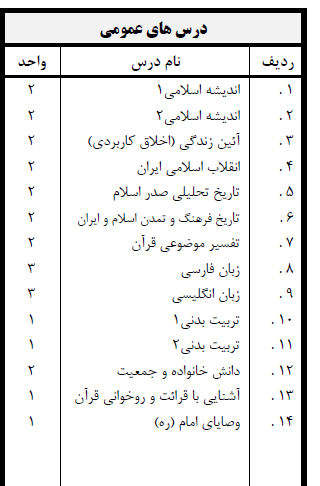 درس های عمومی
ردیف نام درس واحد
۱. اندیشه اسلامی۱ ۲
۲. اندیشه اسلامی۲ ۲
۳. آئین زندگی (اخلاق کاربردی) ۲
۴. انقلاب اسلامی ایران ۲
۵. تاریخ تحلیلی صدر اسلام ۲
۶. تاریخ فرهنگ و تمدن اسلام و ایران ۲
۷. تفسیر موضوعی قرآن ۲
۸. زبان فارسی ۳
۹. زبان انگلیسی ۳
۱۰. تربیت بدنی۱ ۱
۱۱. تربیت بدنی۲ ۱
۱۲. دانش خانواده و جمعیت ۲
۱۳. آشنایی با قرائت و روخوانی قرآن ۱
۱۴. وصایای امام (ره) ۱